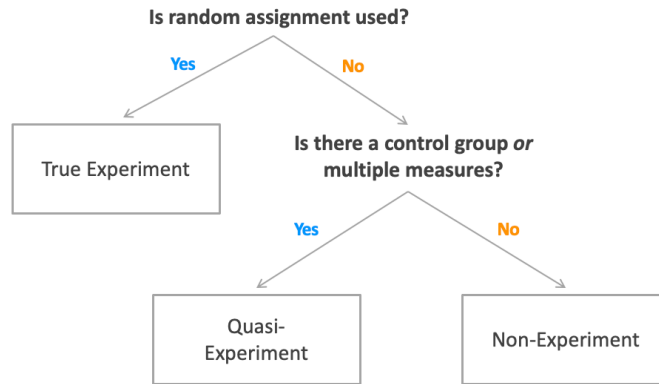 Is random assignment used?
Yes
No
True Experiment
Is there a control group or
multiple measures?
Yes
No
Quasi-
Experiment
Non-Experiment